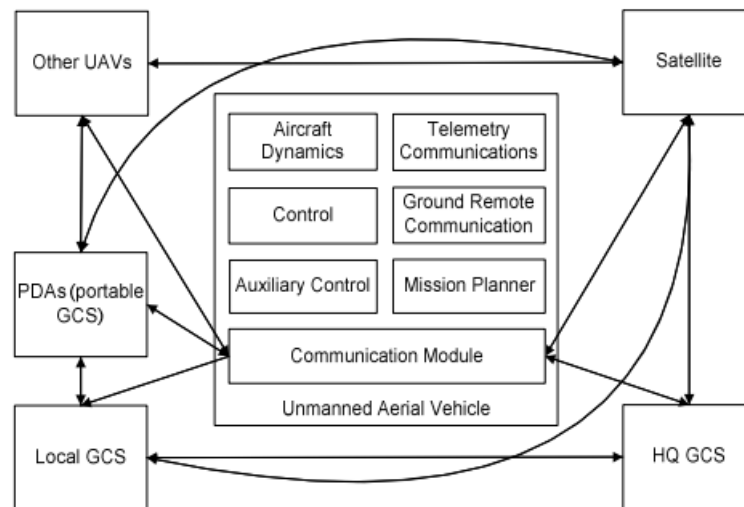 Other UAVs
Satellite
Aircraft
Dynamics
Telemetry
Communications
Control
Ground Remote
Communication
PDAs (portable
GCS)
Auxiliary Control
Mission Planner
Communication Module
Unmanned Aerial Vehicle
Local GCS
HQ GCS